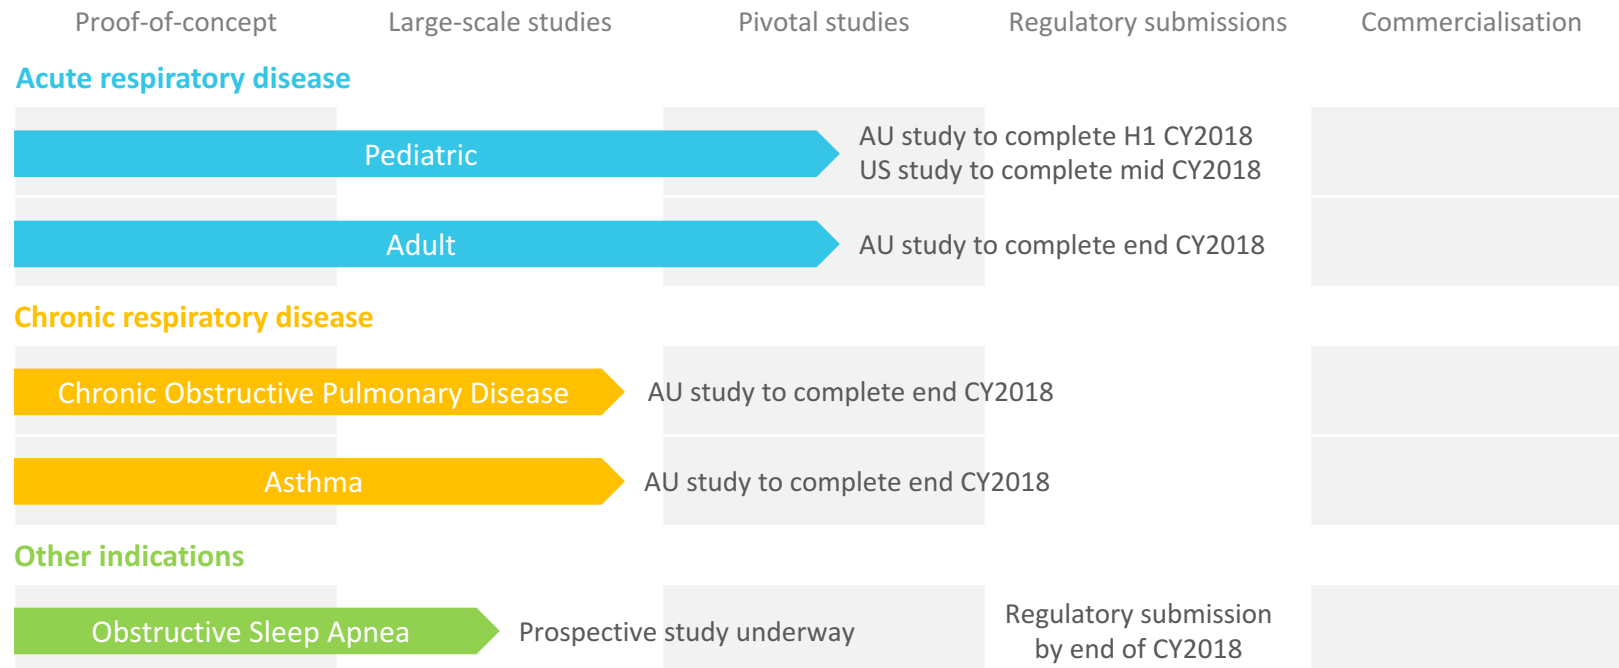 Proof-of-concept Large-scale studies Pivotal studies Regulatory submissions Commercialisation
Acute respiratory disease
Pediatric
AU study to complete H1 CY2018
US study to complete mid CY2018
Adult
AU study to complete end CY2018
Chronic respiratory disease
Chronic Obstructive Pulmonary Disease
AU study to complete end CY2018
Asthma
AU study to complete end CY2018
Other indications
Obstructive Sleep Apnea
Prospective study underway
Regulatory submission
by end of CY2018